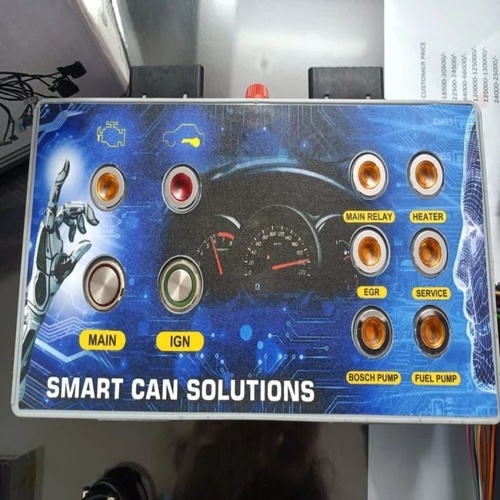 CUSTOMER PRICE
MAIN RELAY
HEATER
EGR
SERVICE
MAIN
IGN
BOSCH PUMP
FUEL PUMP
SMART CAN SOLUTIONS